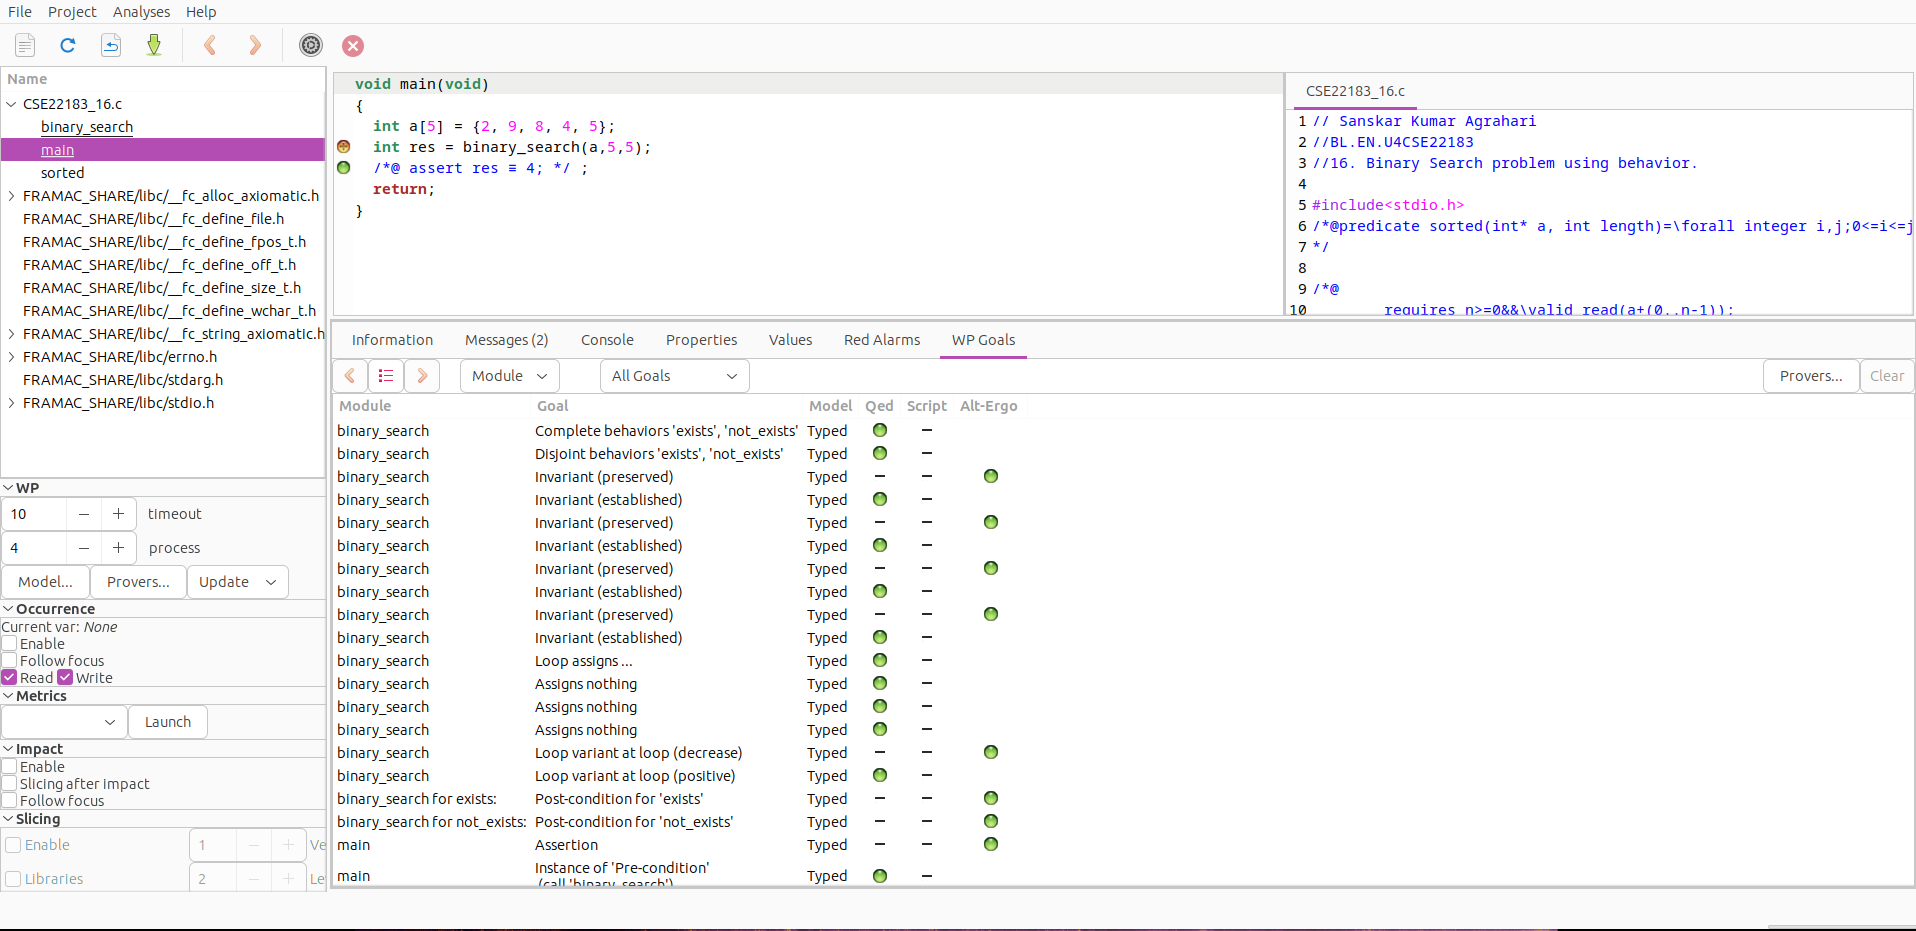 File Project Analyses Help
Name
CSE22183_16.c
binary_search
main
sorted
FRAMAC_SHARE/libc/__fc_alloc_axiomatic.h
FRAMAC_SHARE/libc/__fc_define_file.h
FRAMAC_SHARE/libc/__fc_define_fpos_t.h
FRAMAC_SHARE/libc/__fc_define_off_t.h
FRAMAC_SHARE/libc/__fc_define_size_t.h
FRAMAC_SHARE/libc/__fc_define_wchar_t.h
FRAMAC_SHARE/libc/__fc_string_axiomatic.h
FRAMAC_SHARE/libc/errno.h
FRAMAC_SHARE/libc/stdarg.h
FRAMAC_SHARE/libc/stdio.h
WP
10 − + timeout
4 − + process
Model... Provers... Update
Occurrence
Current var: None
Enable
Follow focus
Read Write
Metrics
Launch
Impact
Enable
Slicing after impact
Follow focus
Slicing
Enable 1 − + Ve
Libraries 2 − + Le
void main(void)
{
int a[5] = {2, 9, 8, 4, 5};
int res = binary_search(a,5,5);
/*@ assert res ≡ 4; */ ;
return;
}
CSE22183_16.c
1 // Sanskar Kumar Agrahari
2 //BL.EN.U4CSE22183
3 //16. Binary Search problem using behavior.
4
5 #include<stdio.h>
6 /*@predicate sorted(int* a, int length)=\forall integer i,j;0<=i<=j
7 */
8
9 /*@
10 requires n>=0&&\valid_read(a+(0..n-1));
Information Messages (2) Console Properties Values Red Alarms WP Goals
Module All Goals Provers... Clear
Module Goal Model Qed Script Alt-Ergo
binary_search Complete behaviors 'exists', 'not_exists' Typed –
binary_search Disjoint behaviors 'exists', 'not_exists' Typed –
binary_search Invariant (preserved) Typed – –
binary_search Invariant (established) Typed –
binary_search Invariant (preserved) Typed – –
binary_search Invariant (established) Typed –
binary_search Invariant (preserved) Typed – –
binary_search Invariant (established) Typed –
binary_search Invariant (preserved) Typed – –
binary_search Invariant (established) Typed –
binary_search Loop assigns ... Typed –
binary_search Assigns nothing Typed –
binary_search Assigns nothing Typed –
binary_search Assigns nothing Typed –
binary_search Loop variant at loop (decrease) Typed – –
binary_search Loop variant at loop (positive) Typed –
binary_search for exists: Post-condition for 'exists' Typed – –
binary_search for not_exists: Post-condition for 'not_exists' Typed – –
main Assertion Typed – –
main Instance of 'Pre-condition' Typed –
(call 'binary_search')